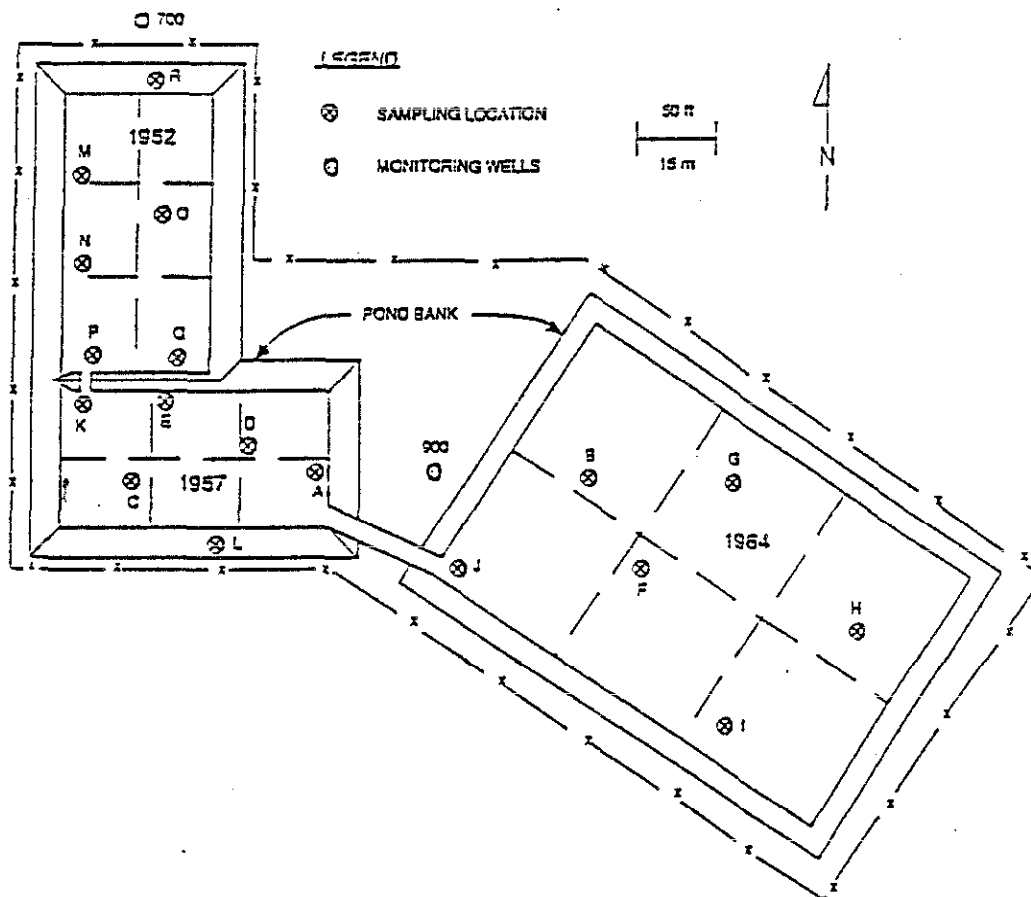 700
LEGEND
R
SAMPLING LOCATION
50 ft
1952
15 m
M
MONITORING WELLS
N
O
N
POND BANK
P
Q
K
E
D
900
B
G
A
C
1957
1964
L
J
F
H
I